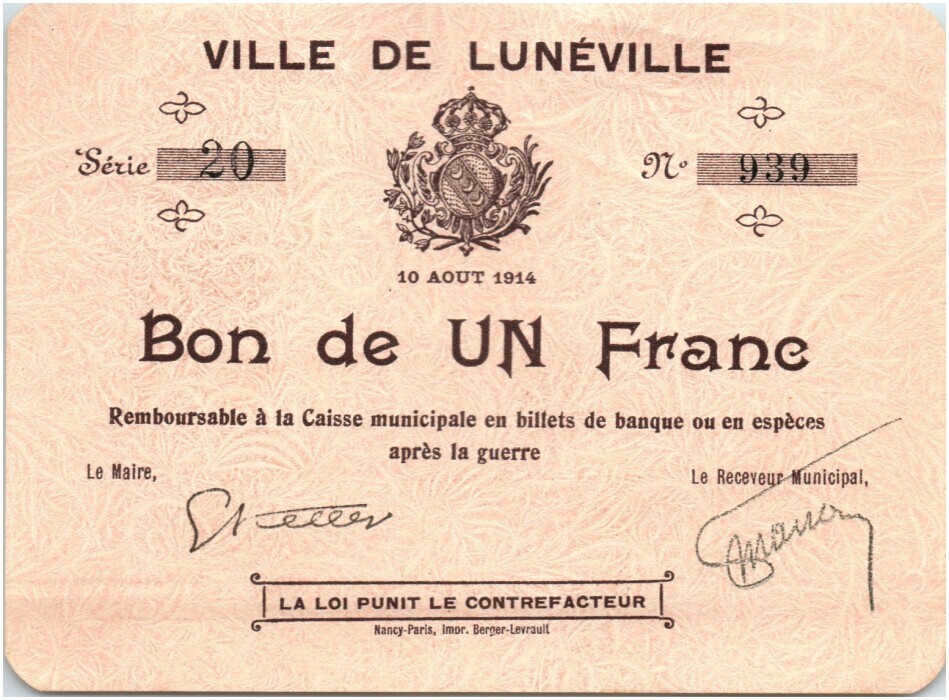 VILLE DE LUNÉVILLE
Série 20
Nº 939
10 AOUT 1914
Bon de UN Franc
Remboursable à la Caisse municipale en billets de banque ou en espèces
après la guerre
Le Maire,
Le Receveur Municipal,
LA LOI PUNIT LE CONTREFACTEUR
Nancy-Paris, Impr. Berger-Levrault